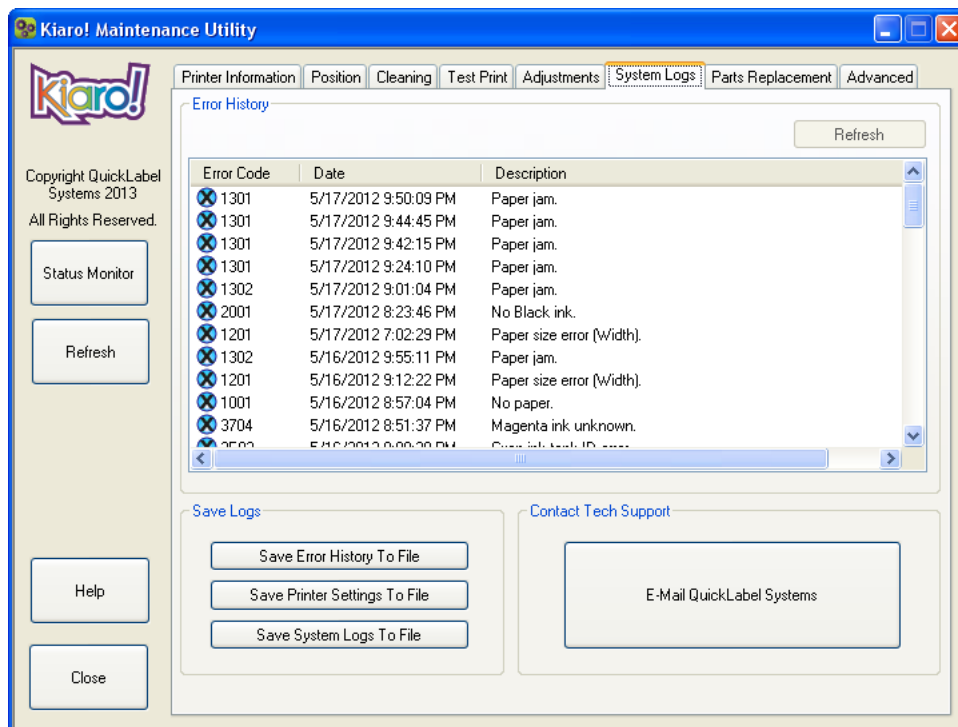 Kiaro! Maintenance Utility
Kiaro!
Copyright QuickLabel
Systems 2013
All Rights Reserved.
Status Monitor
Refresh
Help
Close
Printer Information Position Cleaning Test Print Adjustments System Logs Parts Replacement Advanced
Error History
Refresh
Error Code Date Description
1301 5/17/2012 9:50:09 PM Paper jam.
1301 5/17/2012 9:44:45 PM Paper jam.
1301 5/17/2012 9:42:15 PM Paper jam.
1301 5/17/2012 9:24:10 PM Paper jam.
1302 5/17/2012 9:01:04 PM Paper jam.
2001 5/17/2012 8:23:46 PM No Black ink.
1201 5/17/2012 7:02:29 PM Paper size error (Width).
1302 5/16/2012 9:55:11 PM Paper jam.
1201 5/16/2012 9:12:22 PM Paper size error (Width).
1001 5/16/2012 8:57:04 PM No paper.
3704 5/16/2012 8:51:37 PM Magenta ink unknown.
Save Logs
Save Error History To File
Save Printer Settings To File
Save System Logs To File
Contact Tech Support
E-Mail QuickLabel Systems